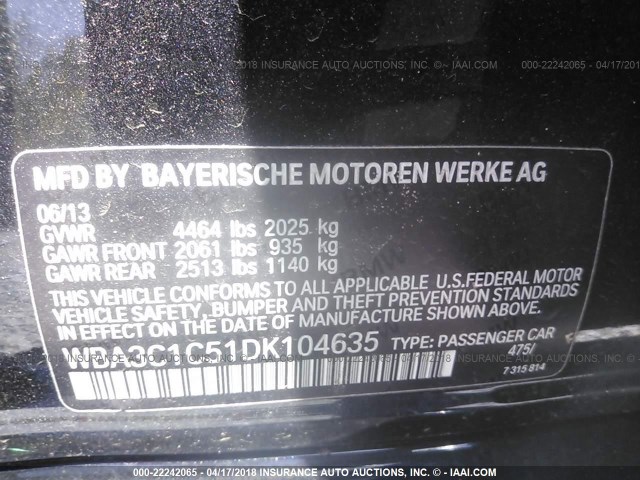 000-22242065 - 04/17/2018 INSURANCE AUTO AUCTIONS, INC. © - IAAI.COM
MFD BY BAYERISCHE MOTOREN WERKE AG
06/13
GVWR 4464 lbs 2025 kg
GAWR FRONT 2061 lbs 935 kg
GAWR REAR 2513 lbs 1140 kg
THIS VEHICLE CONFORMS TO ALL APPLICABLE U.S.FEDERAL MOTOR
VEHICLE SAFETY, BUMPER AND THEFT PREVENTION STANDARDS
IN EFFECT ON THE DATE OF MANUFACTURE SHOWN ABOVE.
WBA3G1C51DK104635 TYPE: PASSENGER CAR
475/
7 315 814
000-22242065 - 04/17/2018 INSURANCE AUTO AUCTIONS, INC. © - IAAI.COM